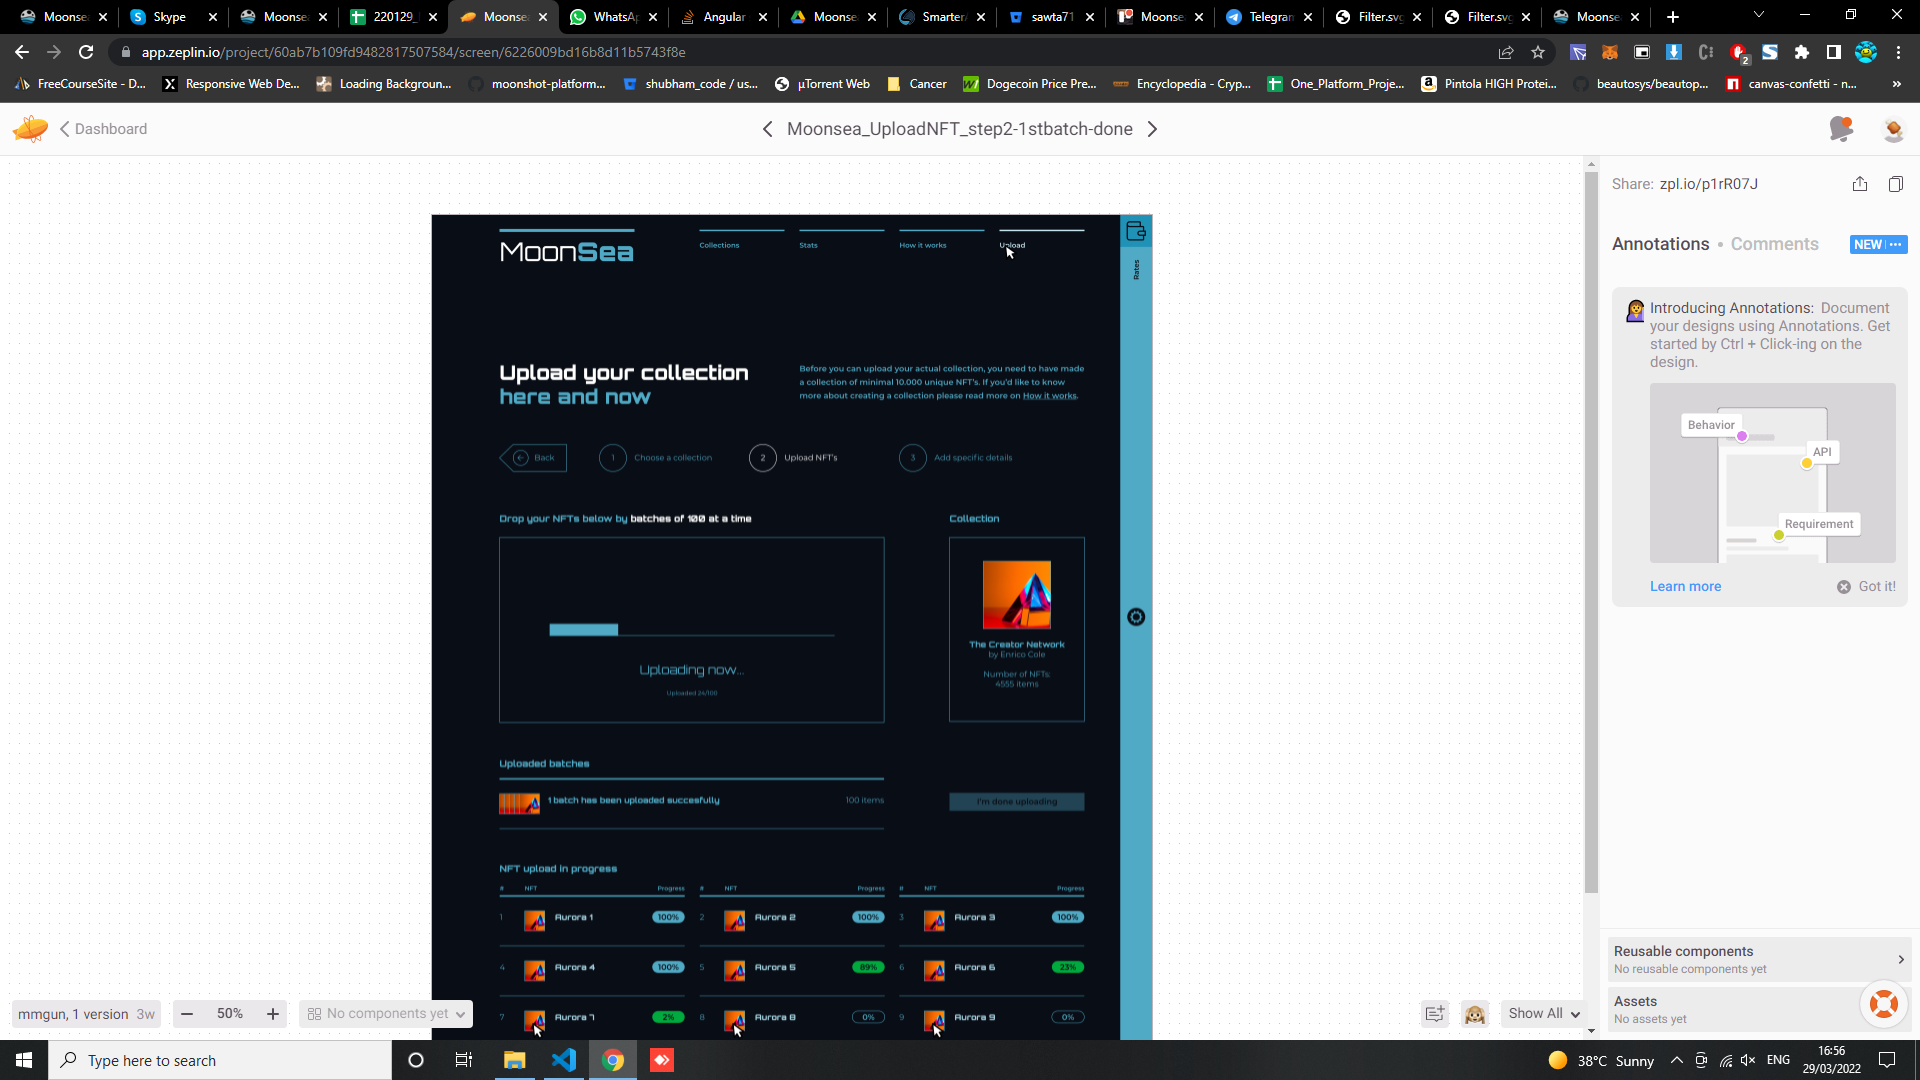 Moonsea
Skype
Moonsea
220129_
Moonsea
WhatsAp
Angular
Moonsea
Smarter
sawta71
Moonsea
Telegram
Filter.svg
Filter.svg
Moonsea
app.zeplin.io/project/60ab7b109fd9482817507584/screen/6226009bd16b8d11b5743f8e
2
FreeCourseSite - D...
Responsive Web De...
Loading Backgroun...
moonshot-platform...
shubham_code / us...
µTorrent Web
Cancer
Dogecoin Price Pre...
Encyclopedia - Cryp...
One_Platform_Proje...
Pintola HIGH Protei...
beautosys/beautop...
canvas-confetti - n...
»
Dashboard
Moonsea_UploadNFT_step2-1stbatch-done
Share: zpl.io/p1rR07J
Annotations • Comments
NEW
Introducing Annotations: Document
your designs using Annotations. Get
started by Ctrl + Click-ing on the
design.
Behavior
API
Requirement
Learn more
Got it!
MoonSea
Collections
Stats
How it works
Upload
Rates
Upload your collection
here and now
Before you can upload your actual collection, you need to have made
a collection of minimal 10.000 unique NFT's. If you'd like to know
more about creating a collection please read more on How it works.
Back
1 Choose a collection
2 Upload NFT's
3 Add specific details
Drop your NFTs below by batches of 100 at a time
Collection
Uploading now...
Uploaded 24/100
The Creator Network
by Enrico Cole
Number of NFTs
4555 items
Uploaded batches
1 batch has been uploaded succesfully
100 items
I'm done uploading
NFT upload in progress
# NFT Progress # NFT Progress # NFT Progress
1 Aurora 1 100% 2 Aurora 2 100% 3 Aurora 3 100%
4 Aurora 4 100% 5 Aurora 5 89% 6 Aurora 6 23%
7 Aurora 7 2% 8 Aurora 8 0% 9 Aurora 9 0%
mmgun, 1 version 3w
50%
No components yet
Show All
Reusable components
No reusable components yet
Assets
No assets yet
Type here to search
38°C Sunny
ENG
16:56
29/03/2022